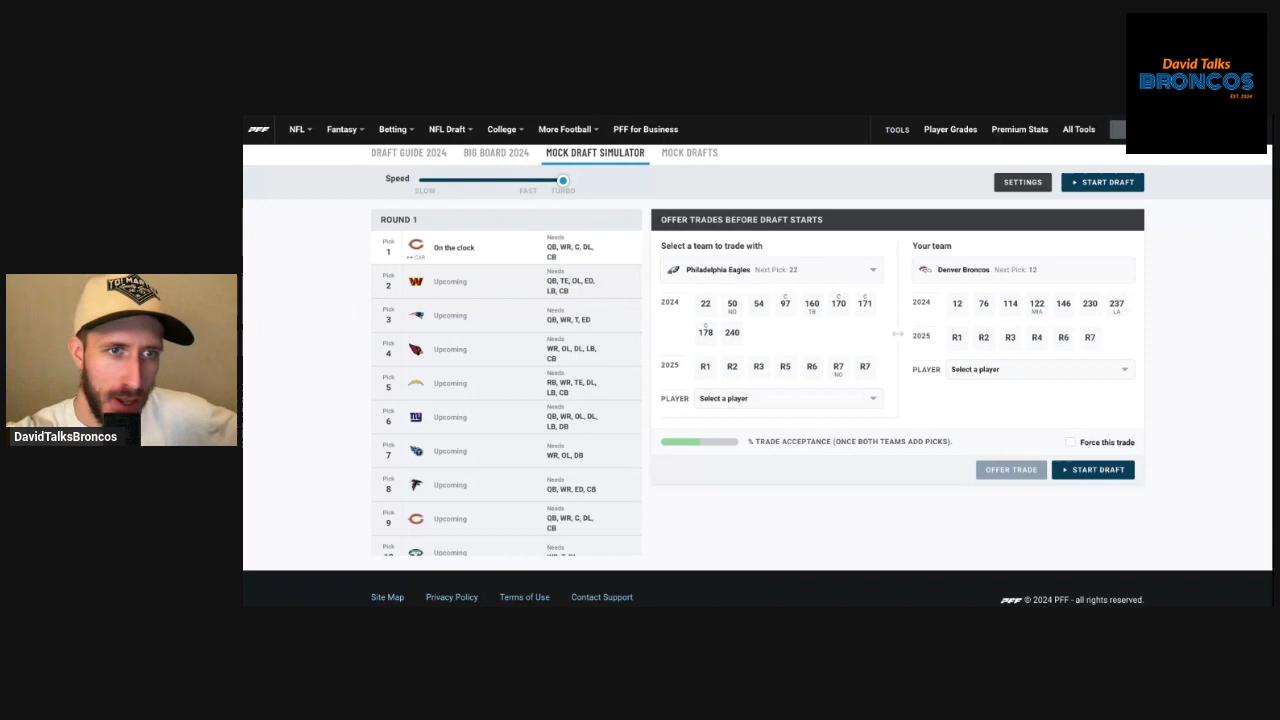 David Talks
BRONCOS
EST. 2024
PFF
NFL
Fantasy
Betting
NFL Draft
College
More Football
PFF for Business
TOOLS
Player Grades
Premium Stats
All Tools
DRAFT GUIDE 2024
BIG BOARD 2024
MOCK DRAFT SIMULATOR
MOCK DRAFTS
Speed
SLOW
FAST
TURBO
SETTINGS
START DRAFT
ROUND 1
Pick
1
CAR
On the clock
Needs
QB, WR, C, DL,
CB
Pick
2
Upcoming
Needs
QB, TE, OL, ED,
LB, CB
Pick
3
Upcoming
Needs
QB, WR, T, ED
Pick
4
Upcoming
Needs
WR, OL, DL, LB,
CB
Pick
5
Upcoming
Needs
RB, WR, TE, DL,
LB, CB
Pick
6
Upcoming
Needs
QB, WR, OL, DL,
LB, DB
Pick
7
Upcoming
Needs
WR, OL, DB
Pick
8
Upcoming
Needs
QB, WR, ED, CB
Pick
9
Upcoming
Needs
QB, WR, C, DL,
CB
Pick
Upcoming
Needs
OFFER TRADES BEFORE DRAFT STARTS
Select a team to trade with
Philadelphia Eagles Next Pick: 22
2024 22 50 NO 54 C 97 160 TB C 170 C 171
C 178 240
2025 R1 R2 R3 R5 R6 R7 NO R7
PLAYER Select a player
Your team
Denver Broncos Next Pick: 12
2024 12 76 114 122 MIA 146 230 237 LA
2025 R1 R2 R3 R4 R6 R7
PLAYER Select a player
% TRADE ACCEPTANCE (ONCE BOTH TEAMS ADD PICKS).
Force this trade
OFFER TRADE
START DRAFT
DavidTalksBroncos
Site Map
Privacy Policy
Terms of Use
Contact Support
PFF © 2024 PFF - all rights reserved.